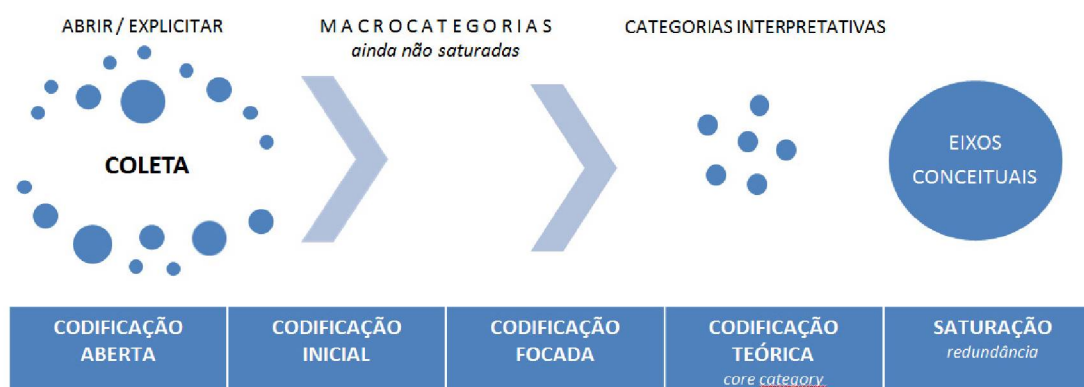 ABRIR / EXPLICITAR
MACROCATEGORIAS
ainda não saturadas
CATEGORIAS INTERPRETATIVAS
COLETA
EIXOS
CONCEITUAIS
CODIFICAÇÃO
ABERTA
CODIFICAÇÃO
INICIAL
CODIFICAÇÃO
FOCADA
CODIFICAÇÃO
TEÓRICA
core category
SATURAÇÃO
redundância